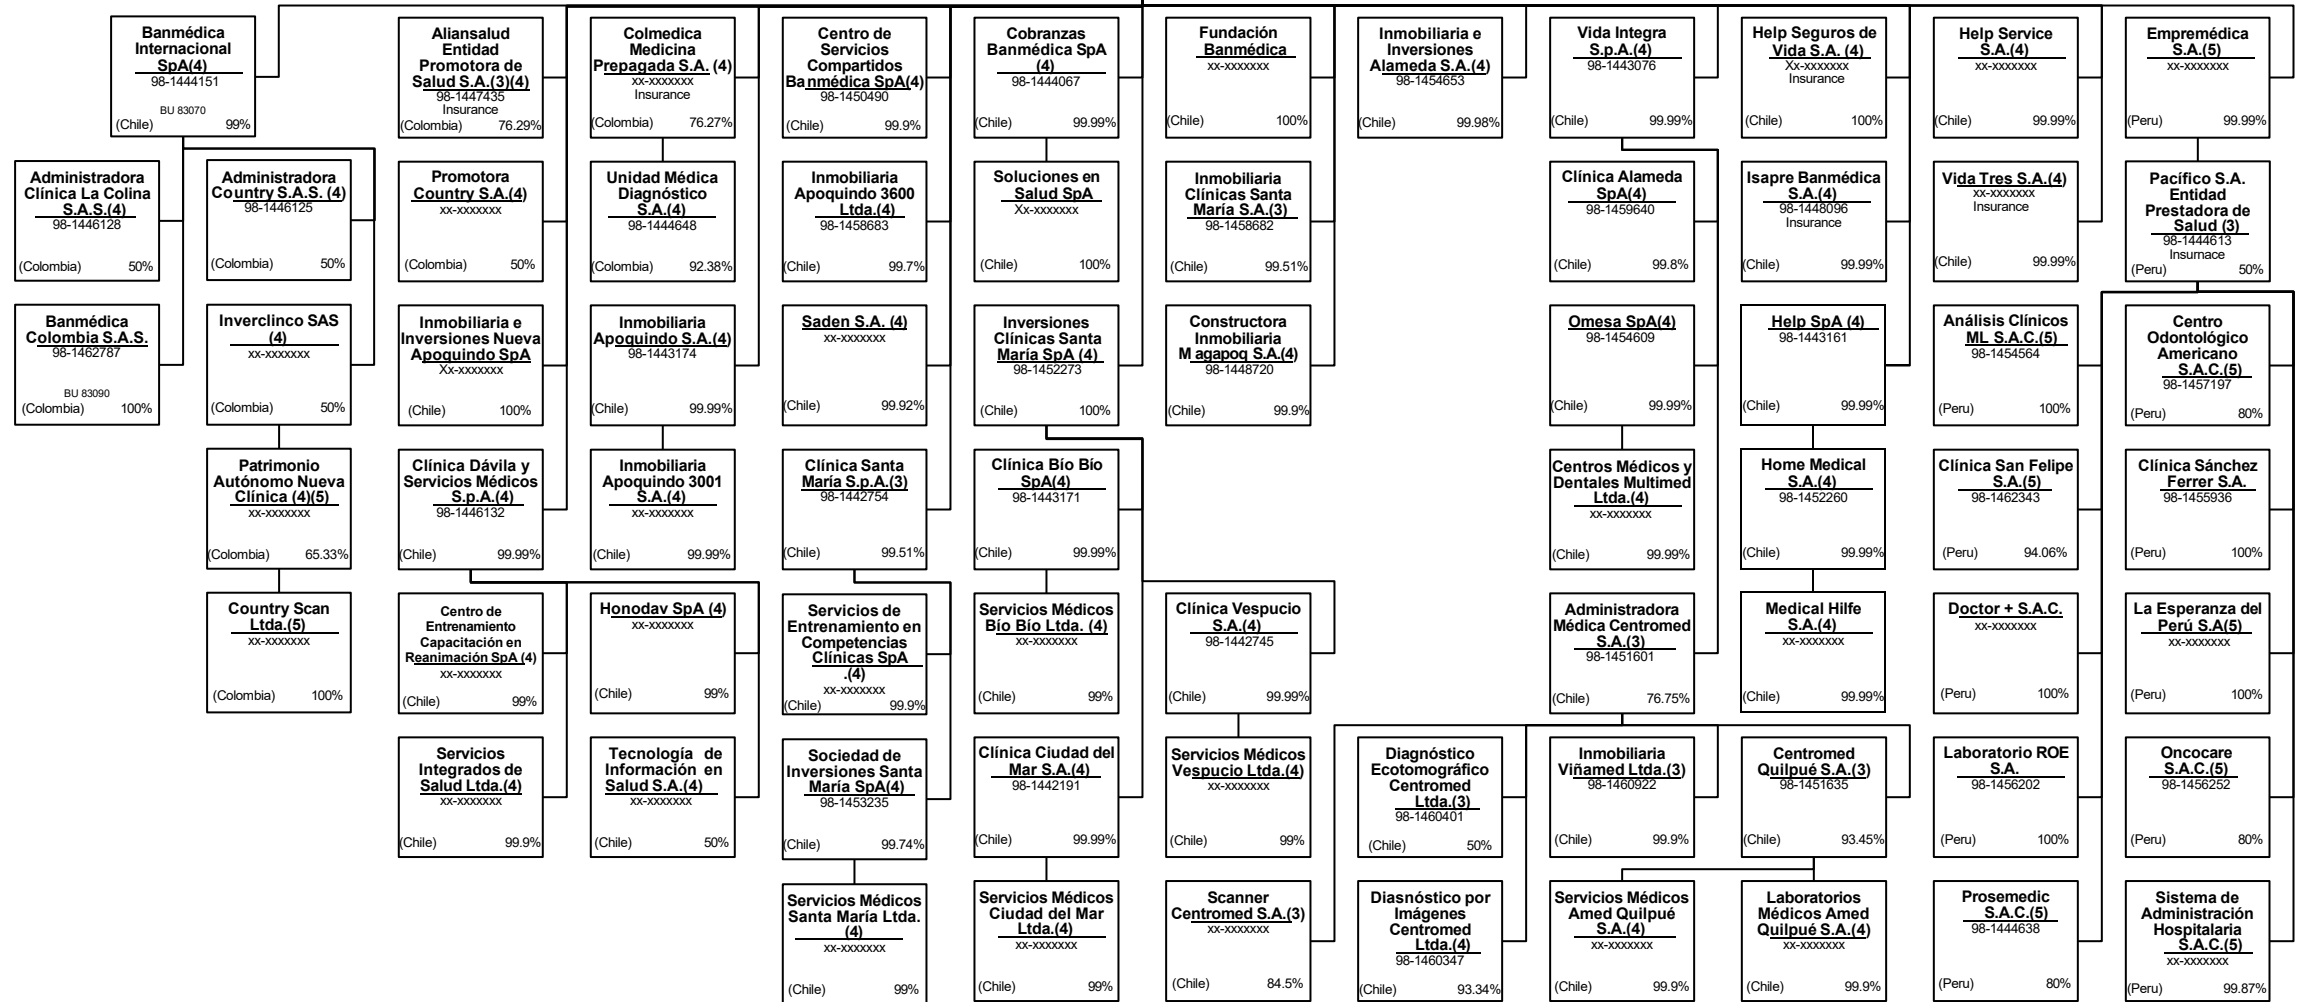 Banmédica
Internacional
SpA(4)
98-1444151
BU 83070
(Chile) 99%
Aliansalud
Entidad
Promotora de
Salud S.A.(3)(4)
98-1447435
Insurance
(Colombia) 76.29%
Colmedica
Medicina
Prepagada S.A. (4)
xx-xxxxxxx
Insurance
(Colombia) 76.27%
Centro de
Servicios
Compartidos
Banmédica SpA(4)
98-1450490
(Chile) 99.9%
Cobranzas
Banmédica SpA
(4)
98-1444067
(Chile) 99.99%
Fundación
Banmédica
xx-xxxxxxx
(Chile) 100%
Inmobiliaria e
Inversiones
Alameda S.A.(4)
98-1454653
(Chile) 99.98%
Vida Integra
S.p.A.(4)
98-1443076
(Chile) 99.99%
Help Seguros de
Vida S.A. (4)
Xx-xxxxxxx
Insurance
(Chile) 100%
Help Service
S.A.(4)
xx-xxxxxxx
(Chile) 99.99%
Empremédica
S.A.(5)
xx-xxxxxxx
(Peru) 99.99%
Administradora
Clínica La Colina
S.A.S.(4)
98-1446128
(Colombia) 50%
Administradora
Country S.A.S. (4)
98-1446125
(Colombia) 50%
Promotora
Country S.A.(4)
xx-xxxxxxx
(Colombia) 50%
Unidad Médica
Diagnóstico
S.A.(4)
98-1444648
(Colombia) 92.38%
Inmobiliaria
Apoquindo 3600
Ltda.(4)
98-1458683
(Chile) 99.7%
Soluciones en
Salud SpA
Xx-xxxxxxx
(Chile) 100%
Inmobiliaria
Clínicas Santa
María S.A.(3)
98-1458682
(Chile) 99.51%
Clínica Alameda
SpA(4)
98-1459640
(Chile) 99.8%
Isapre Banmédica
S.A.(4)
98-1448096
Insurance
(Chile) 99.99%
Vida Tres S.A.(4)
xx-xxxxxxx
Insurance
(Chile) 99.99%
Pacífico S.A.
Entidad
Prestadora de
Salud (3)
98-1444613
Insurnace
(Peru) 50%
Banmédica
Colombia S.A.S.
98-1462787
BU 83090
(Colombia) 100%
Inverclinco SAS
(4)
xx-xxxxxxx
(Colombia) 50%
Inmobiliaria e
Inversiones Nueva
Apoquindo SpA
Xx-xxxxxxx
(Chile) 100%
Inmobiliaria
Apoquindo S.A.(4)
98-1443174
(Chile) 99.99%
Saden S.A. (4)
xx-xxxxxxx
(Chile) 99.92%
Inversiones
Clínicas Santa
María SpA (4)
98-1452273
(Chile) 100%
Constructora
Inmobiliaria
Magapoq S.A.(4)
98-1448720
(Chile) 99.9%
Omesa SpA(4)
98-1454609
(Chile) 99.99%
Help SpA (4)
98-1443161
(Chile) 99.99%
Análisis Clínicos
ML S.A.C.(5)
98-1454564
(Peru) 100%
Centro
Odontológico
Americano
S.A.C.(5)
98-1457197
(Peru) 80%
Patrimonio
Autónomo Nueva
Clínica (4)(5)
xx-xxxxxxx
(Colombia) 65.33%
Clínica Dávila y
Servicios Médicos
S.p.A.(4)
98-1446132
(Chile) 99.99%
Inmobiliaria
Apoquindo 3001
S.A.(4)
xx-xxxxxxx
(Chile) 99.99%
Clínica Santa
María S.p.A.(3)
98-1442754
(Chile) 99.51%
Clínica Bío Bío
SpA(4)
98-1443171
(Chile) 99.99%
Centros Médicos y
Dentales Multimed
Ltda.(4)
xx-xxxxxxx
(Chile) 99.99%
Home Medical
S.A.(4)
98-1452260
(Chile) 99.99%
Clínica San Felipe
S.A.(5)
98-1462343
(Peru) 94.06%
Clínica Sánchez
Ferrer S.A.
98-1455936
(Peru) 100%
Country Scan
Ltda.(5)
xx-xxxxxxx
(Colombia) 100%
Centro de
Entrenamiento
Capacitación en
Reanimación SpA (4)
xx-xxxxxxx
(Chile) 99%
Honodav SpA (4)
xx-xxxxxxx
(Chile) 99%
Servicios de
Entrenamiento en
Competencias
Clínicas SpA
.(4)
xx-xxxxxxx
(Chile) 99.9%
Servicios Médicos
Bío Bío Ltda. (4)
xx-xxxxxxx
(Chile) 99%
Clínica Vespucio
S.A.(4)
98-1442745
(Chile) 99.99%
Administradora
Médica Centromed
S.A.(3)
98-1451601
(Chile) 76.75%
Medical Hilfe
S.A.(4)
xx-xxxxxxx
(Chile) 99.99%
Doctor + S.A.C.
xx-xxxxxxx
(Peru) 100%
La Esperanza del
Perú S.A(5)
xx-xxxxxxx
(Peru) 100%
Servicios
Integrados de
Salud Ltda.(4)
xx-xxxxxxx
(Chile) 99.9%
Tecnología de
Información en
Salud S.A.(4)
xx-xxxxxxx
(Chile) 50%
Sociedad de
Inversiones Santa
María SpA(4)
98-1453235
(Chile) 99.74%
Clínica Ciudad del
Mar S.A.(4)
98-1442191
(Chile) 99.99%
Servicios Médicos
Vespucio Ltda.(4)
xx-xxxxxxx
(Chile) 99%
Diagnóstico
Ecotomográfico
Centromed
Ltda.(3)
98-1460401
(Chile) 50%
Inmobiliaria
Viñamed Ltda.(3)
98-1460922
(Chile) 99.9%
Centromed
Quilpué S.A.(3)
98-1451635
(Chile) 93.45%
Laboratorio ROE
S.A.
98-1456202
(Peru) 100%
Oncocare
S.A.C.(5)
98-1456252
(Peru) 80%
Servicios Médicos
Santa María Ltda.
(4)
xx-xxxxxxx
(Chile) 99%
Servicios Médicos
Ciudad del Mar
Ltda.(4)
xx-xxxxxxx
(Chile) 99%
Scanner
Centromed S.A.(3)
xx-xxxxxxx
(Chile) 84.5%
Diasnóstico por
Imágenes
Centromed
Ltda.(4)
98-1460347
(Chile) 93.34%
Servicios Médicos
Amed Quilpué
S.A.(4)
xx-xxxxxxx
(Chile) 99.9%
Laboratorios
Médicos Amed
Quilpué S.A.(4)
xx-xxxxxxx
(Chile) 99.9%
Prosemedic
S.A.C.(5)
98-1444638
(Peru) 80%
Sistema de
Administración
Hospitalaria
S.A.C.(5)
xx-xxxxxxx
(Peru) 99.87%